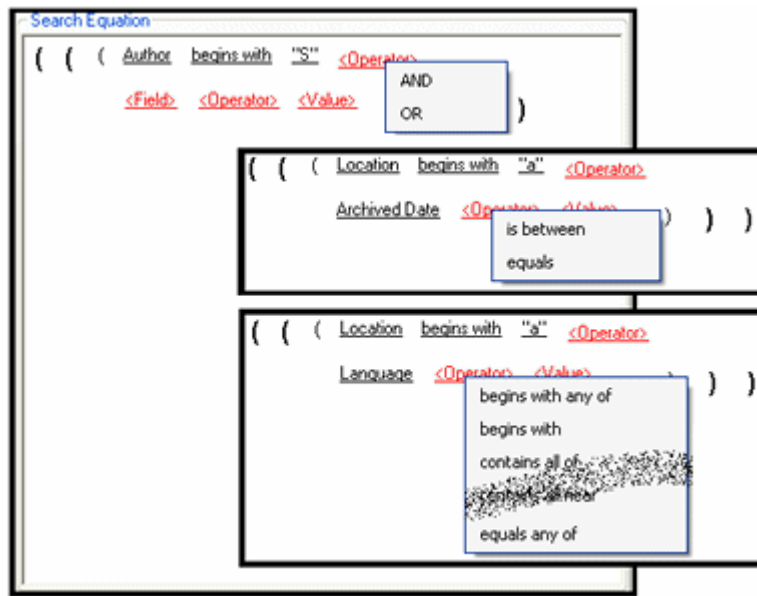 Search Equation
( ( ( Author begins with "S" <Operator>
AND
OR
<Field> <Operator> <Value> )
( ( ( Location begins with "a" <Operator>
Archived Date <Operator> <Value> ) ) )
is between
equals
( ( ( Location begins with "a" <Operator>
Language <Operator> <Value> ) ) )
begins with any of
begins with
contains all of
equals any of